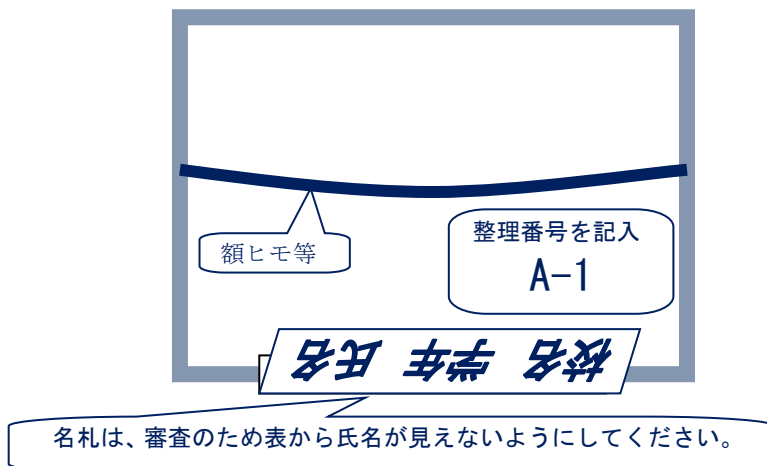 額ヒモ等
整理番号を記入
A-1
校名 学年 氏名
名札は、審査のため表から氏名が見えないようにしてください。